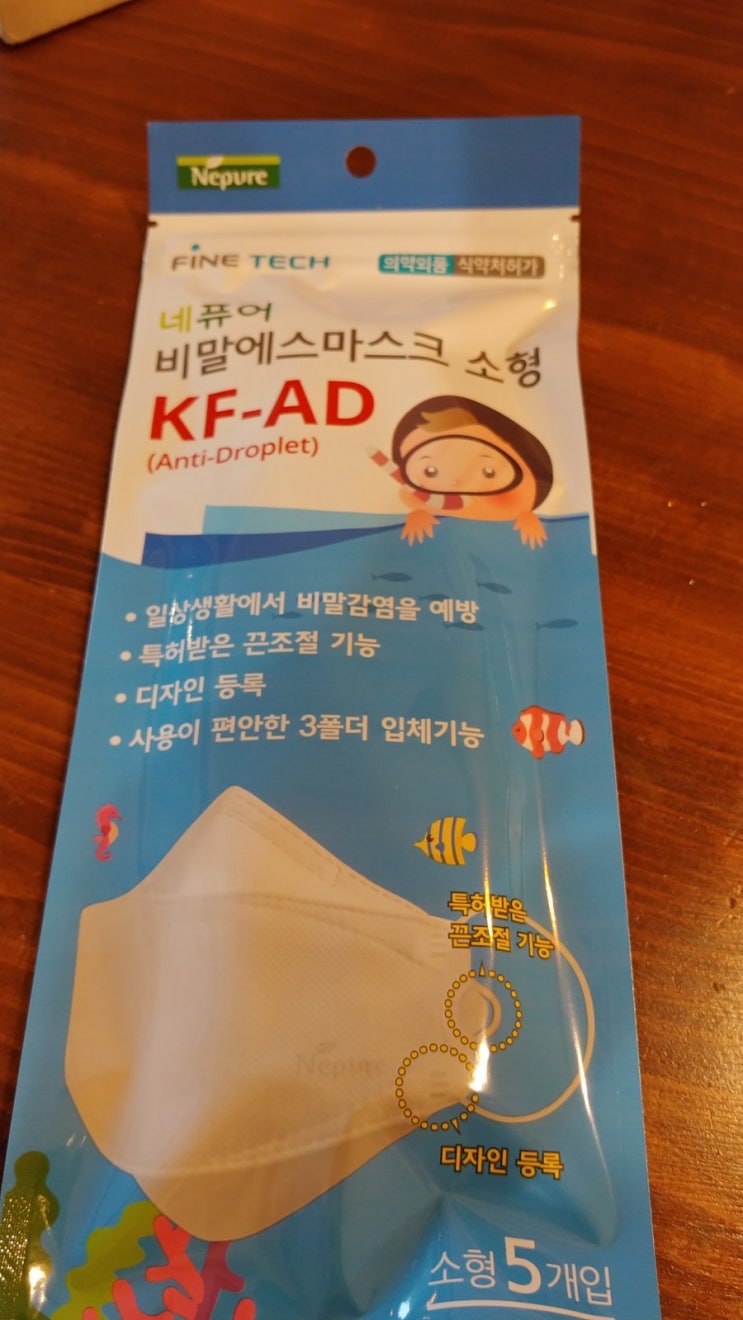 Nepure
FiNE TECH
의약외품 식약처허가
네퓨어
비말에스마스크 소형
KF-AD
(Anti-Droplet)
• 일상생활에서 비말감염을 예방
• 특허받은 끈조절 기능
• 디자인 등록
• 사용이 편안한 3폴더 입체기능
특허받은
끈조절 기능
Nepure
디자인 등록
소형 5개입